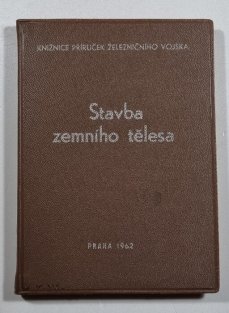 KNIŽNICE PŘÍRUČEK ŽELEZNIČNÍHO VOJSKA
Stavba
zemního tělesa
PRAHA 1962